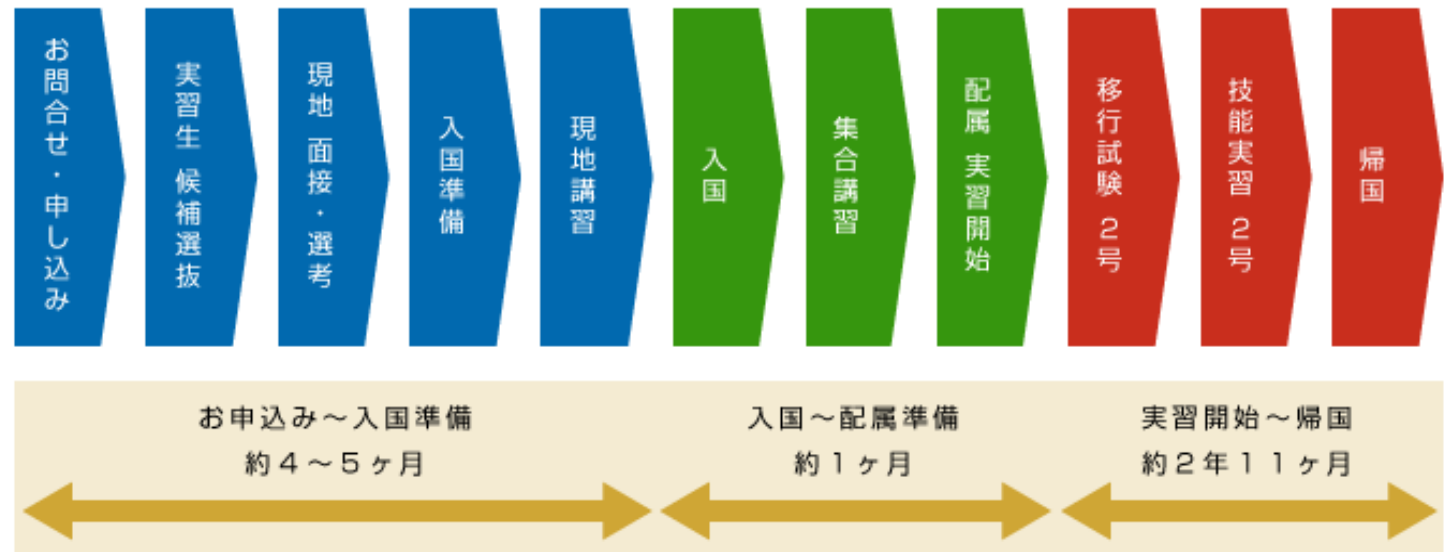 お問合せ・申し込み
実習生 候補選抜
現地 面接・選考
入国準備
現地講習
入国
集合講習
配属 実習開始
移行試験 2号
技能実習 2号
帰国
お申込み～入国準備
約4～5ヶ月
入国～配属準備
約1ヶ月
実習開始～帰国
約2年11ヶ月